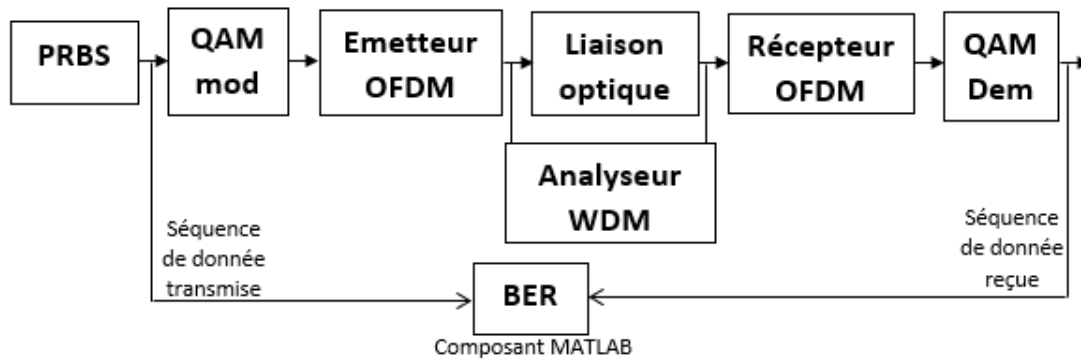 PRBS
QAM
mod
Emetteur
OFDM
Liaison
optique
Récepteur
OFDM
QAM
Dem
Analyseur
WDM
Séquence
de donnée
transmise
Séquence
de donnée
reçue
BER
Composant MATLAB